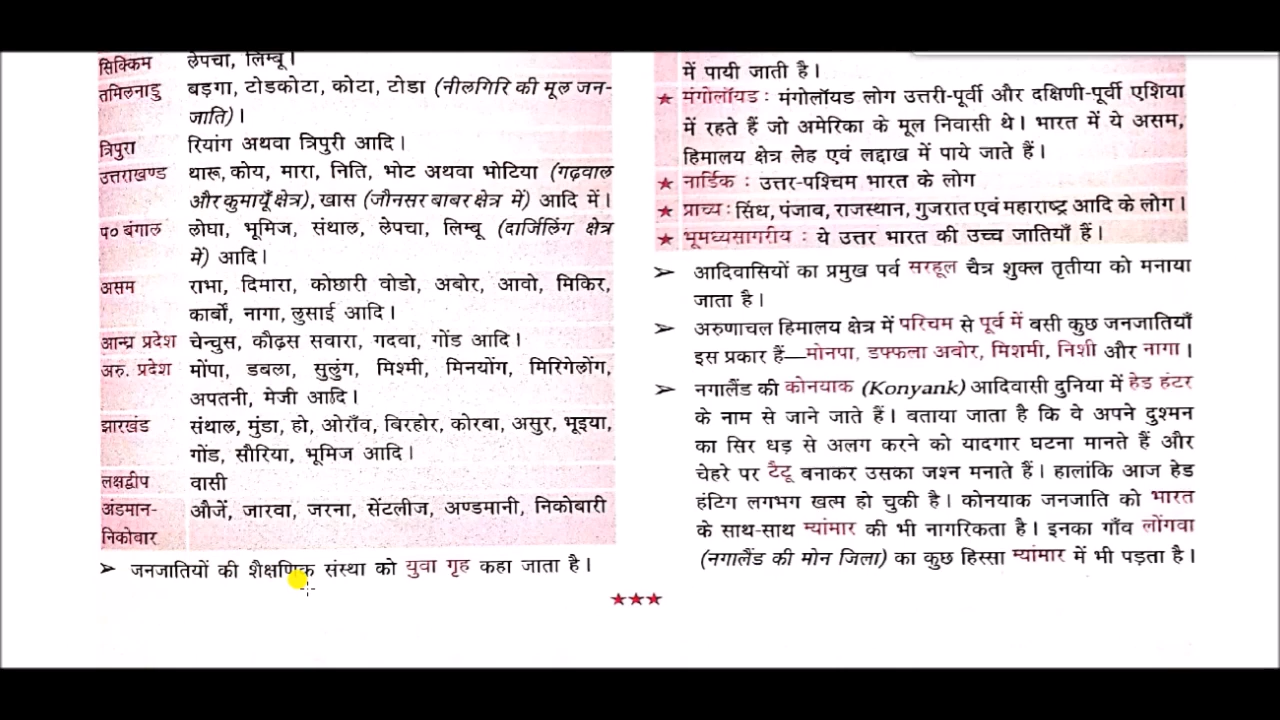 सिक्किम लेपचा, लिम्बू।
तमिलनाडु बड़गा, टोडकोटा, कोटा, टोडा (नीलगिरि की मूल जन-
जाति)।
त्रिपुरा रियांग अथवा त्रिपुरी आदि।
उत्तराखण्ड थारू, कोय, मारा, निति, भोट अथवा भोटिया (गढ़वाल
और कुमायूँ क्षेत्र), खास (जौनसर बाबर क्षेत्र में) आदि में।
प० बंगाल लोघा, भूमिज, संथाल, लेपचा, लिम्बू (दार्जिलिंग क्षेत्र
में) आदि।
असम राभा, दिमारा, कोछारी वोडो, अबोर, आवो, मिकिर,
कार्बों, नागा, लुसाई आदि।
आन्ध्र प्रदेश चेन्चुस, कौढ़स सवारा, गदवा, गोंड आदि।
अरु. प्रदेश मोंपा, डबला, सुलुंग, मिश्मी, मिनयोंग, मिरिगेलोंग,
अपतनी, मेजी आदि।
झारखंड संथाल, मुंडा, हो, ओराँव, बिरहोर, कोरबा, असुर, भूइया,
गोंड, सौरिया, भूमिज आदि।
लक्षद्वीप वासी
अंडमान- औजें, जारवा, जरना, सेंटलीज, अण्डमानी, निकोबारी
निकोवार
➢ जनजातियों की शैक्षणिक संस्था को युवा गृह कहा जाता है।
में पायी जाती है।
★ मंगोलॉयड : मंगोलॉयड लोग उत्तरी-पूर्वी और दक्षिणी-पूर्वी एशिया
में रहते हैं जो अमेरिका के मूल निवासी थे। भारत में ये असम,
हिमालय क्षेत्र लेह एवं लद्दाख में पाये जाते हैं।
★ नार्डिक : उत्तर-पश्चिम भारत के लोग
★ प्राच्य : सिंध, पंजाब, राजस्थान, गुजरात एवं महाराष्ट्र आदि के लोग।
★ भूमध्यसागरीय : ये उत्तर भारत की उच्च जातियाँ हैं।
➢ आदिवासियों का प्रमुख पर्व सरहूल चैत्र शुक्ल तृतीया को मनाया
जाता है।
➢ अरुणाचल हिमालय क्षेत्र में पश्चिम से पूर्व में बसी कुछ जनजातियाँ
इस प्रकार हैं—मोनपा, डफ्फला अबोर, मिशमी, निशी और नागा।
➢ नगालैंड की कोनयाक (Konyank) आदिवासी दुनिया में हेड हंटर
के नाम से जाने जाते हैं। बताया जाता है कि वे अपने दुश्मन
का सिर धड़ से अलग करने को यादगार घटना मानते हैं और
चेहरे पर टैटू बनाकर उसका जश्न मनाते हैं। हालांकि आज हेड
हंटिग लगभग खत्म हो चुकी है। कोनयाक जनजाति को भारत
के साथ-साथ म्यांमार की भी नागरिकता है। इनका गाँव लोंगवा
(नगालैंड की मोन जिला) का कुछ हिस्सा म्यांमार में भी पड़ता है।
★★★